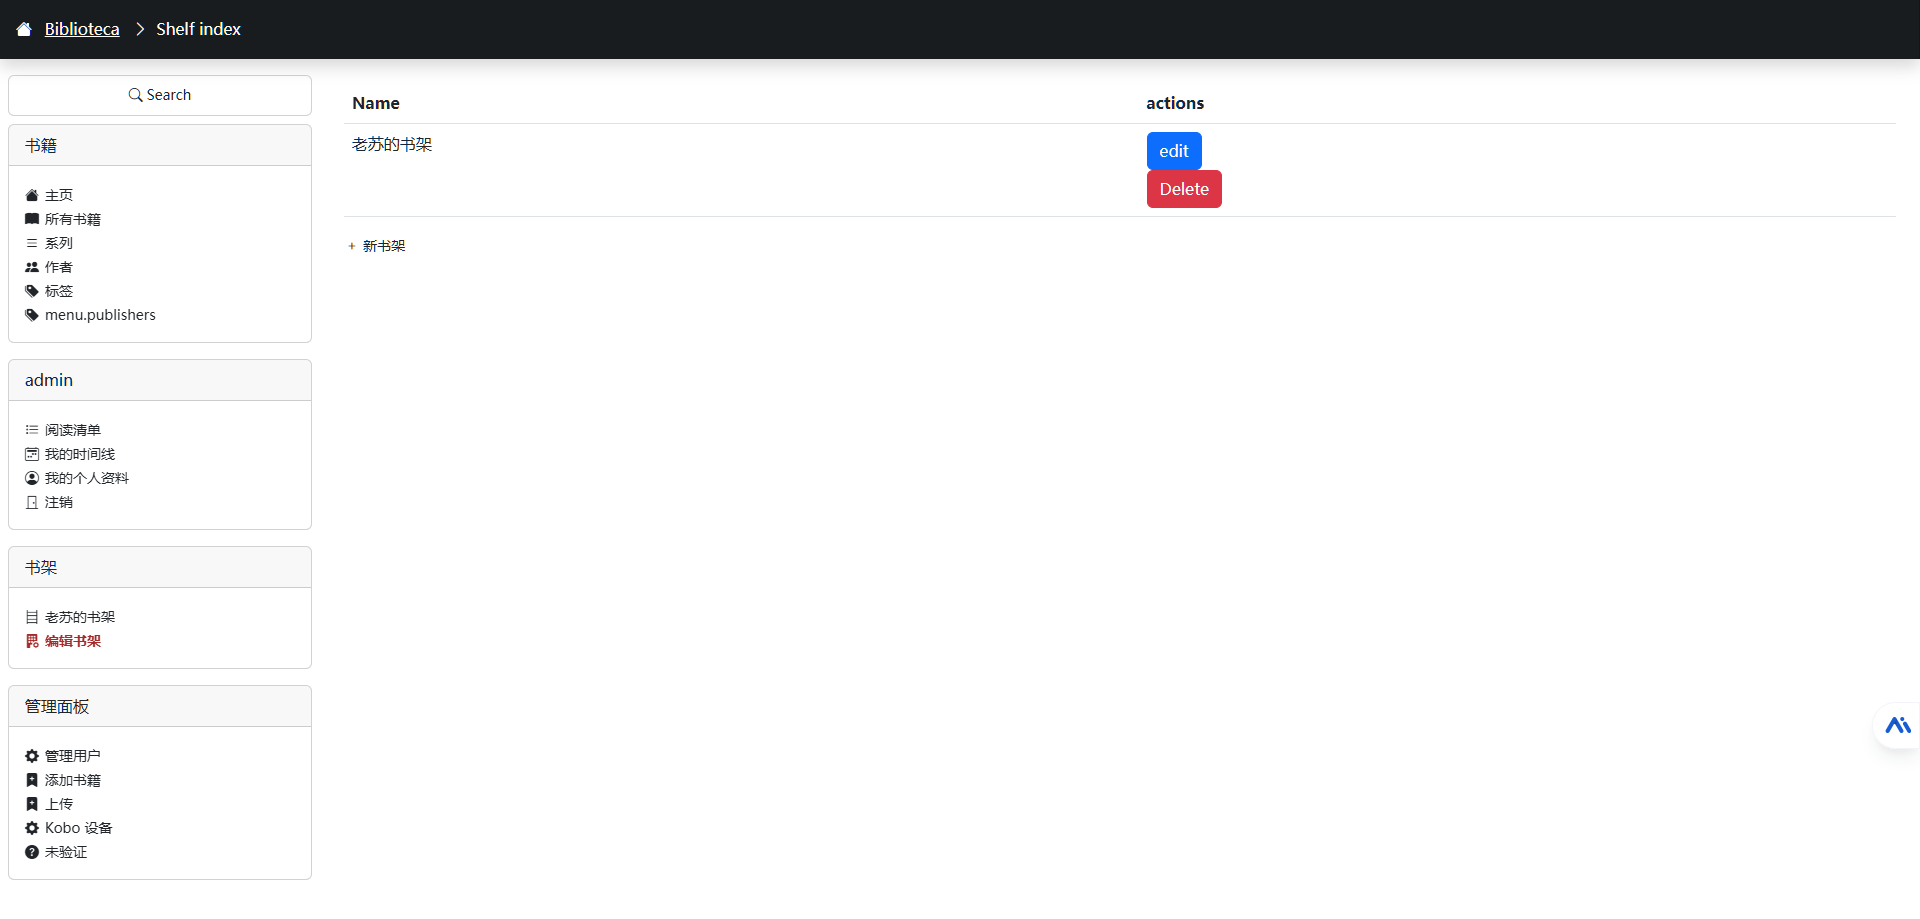 Biblioteca > Shelf index
Search
书籍
主页
所有书籍
系列
作者
标签
menu.publishers
admin
阅读清单
我的时间线
我的个人资料
注销
书架
老苏的书架
编辑书架
管理面板
管理用户
添加书籍
上传
Kobo 设备
未验证
Name actions
老苏的书架 edit
Delete
+ 新书架